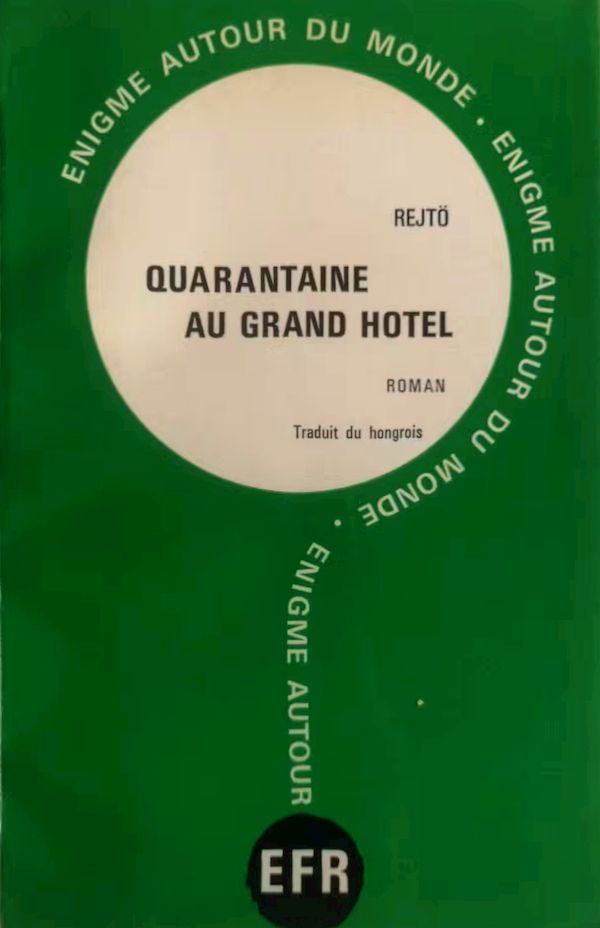 ENIGME AUTOUR DU MONDE • ENIGME AUTOUR DU MONDE • ENIGME AUTOUR
REJTÖ
QUARANTAINE
AU GRAND HOTEL
ROMAN
Traduit du hongrois
EFR